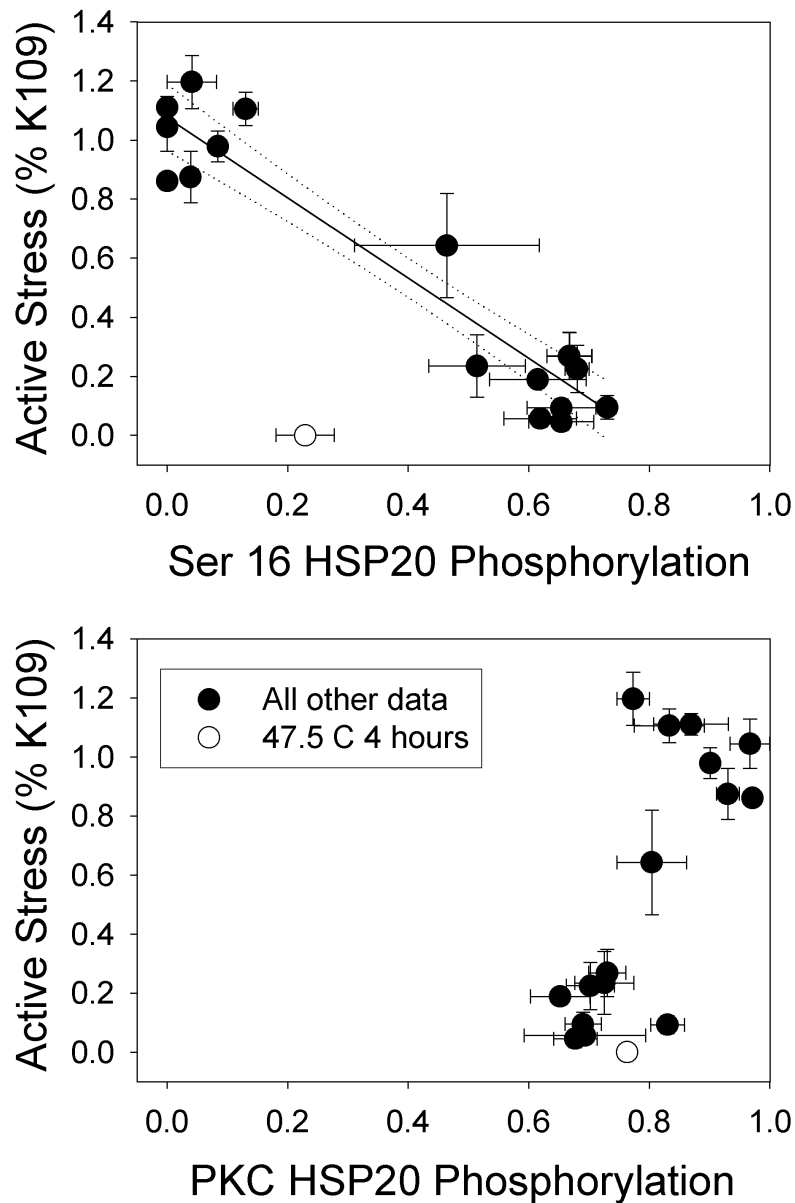 1.4
1.2
1.0
0.8
0.6
0.4
0.2
0.0
Active Stress (% K109)
0.0 0.2 0.4 0.6 0.8 1.0
Ser 16 HSP20 Phosphorylation
1.4
1.2
1.0
0.8
0.6
0.4
0.2
0.0
Active Stress (% K109)
All other data
47.5 C 4 hours
0.0 0.2 0.4 0.6 0.8 1.0
PKC HSP20 Phosphorylation